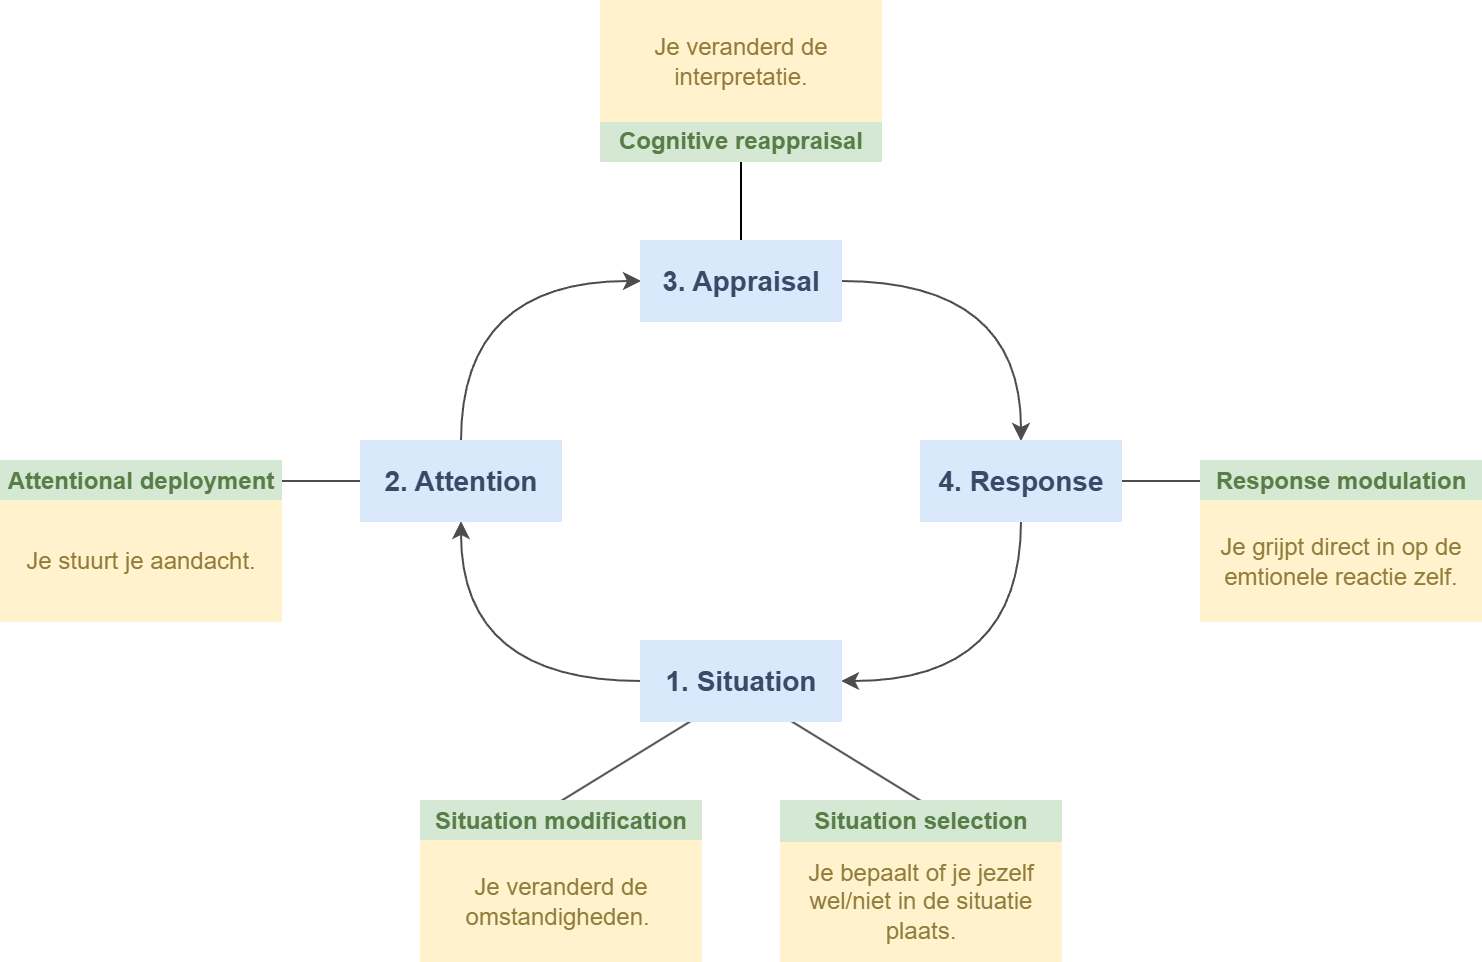 Je veranderd de
interpretatie.
Cognitive reappraisal
3. Appraisal
2. Attention
4. Response
Attentional deployment
Je stuurt je aandacht.
Response modulation
Je grijpt direct in op de
emtionele reactie zelf.
1. Situation
Situation modification
Je veranderd de
omstandigheden.
Situation selection
Je bepaalt of je jezelf
wel/niet in de situatie
plaats.